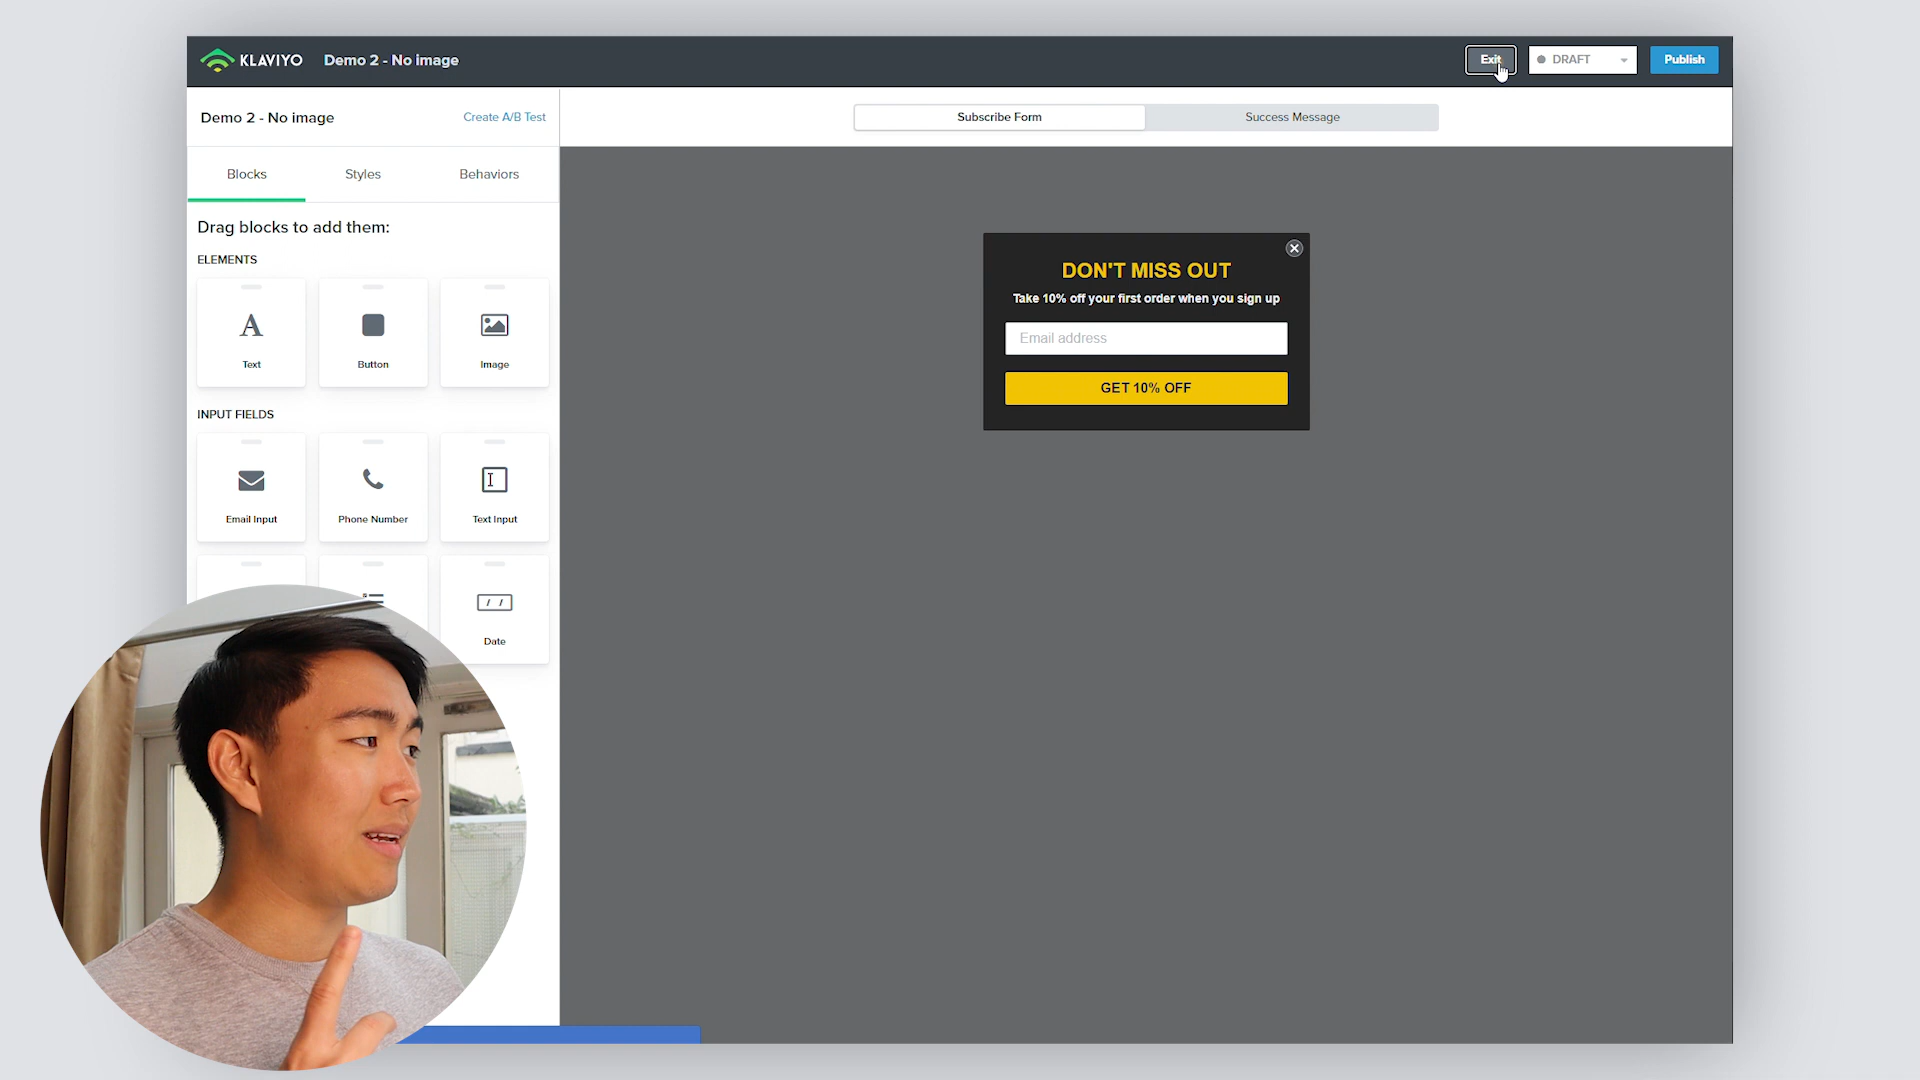 KLAVIYO Demo 2 - No image Exit DRAFT Publish
Demo 2 - No image Create A/B Test
Subscribe Form Success Message
Blocks Styles Behaviors
Drag blocks to add them:
ELEMENTS
A
Text Button Image
INPUT FIELDS
Email Input Phone Number Text Input
Date
DON'T MISS OUT
Take 10% off your first order when you sign up
Email address
GET 10% OFF